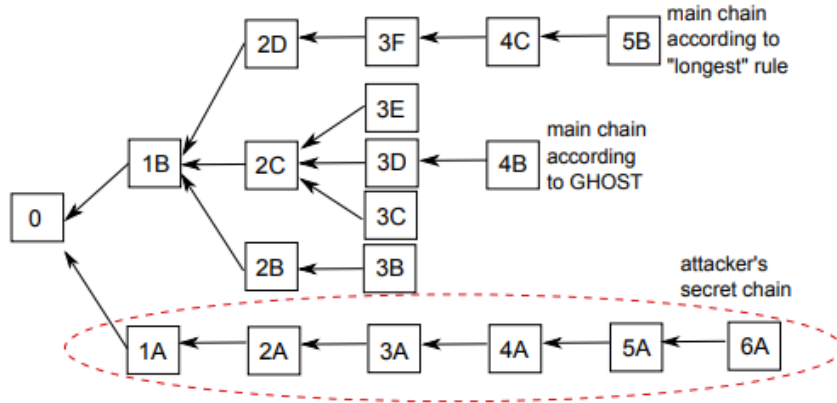 main chain
according to
"longest" rule
2D
3F
4C
5B
3E
main chain
according
to GHOST
1B
2C
3D
4B
0
3C
2B
3B
attacker's
secret chain
1A
2A
3A
4A
5A
6A